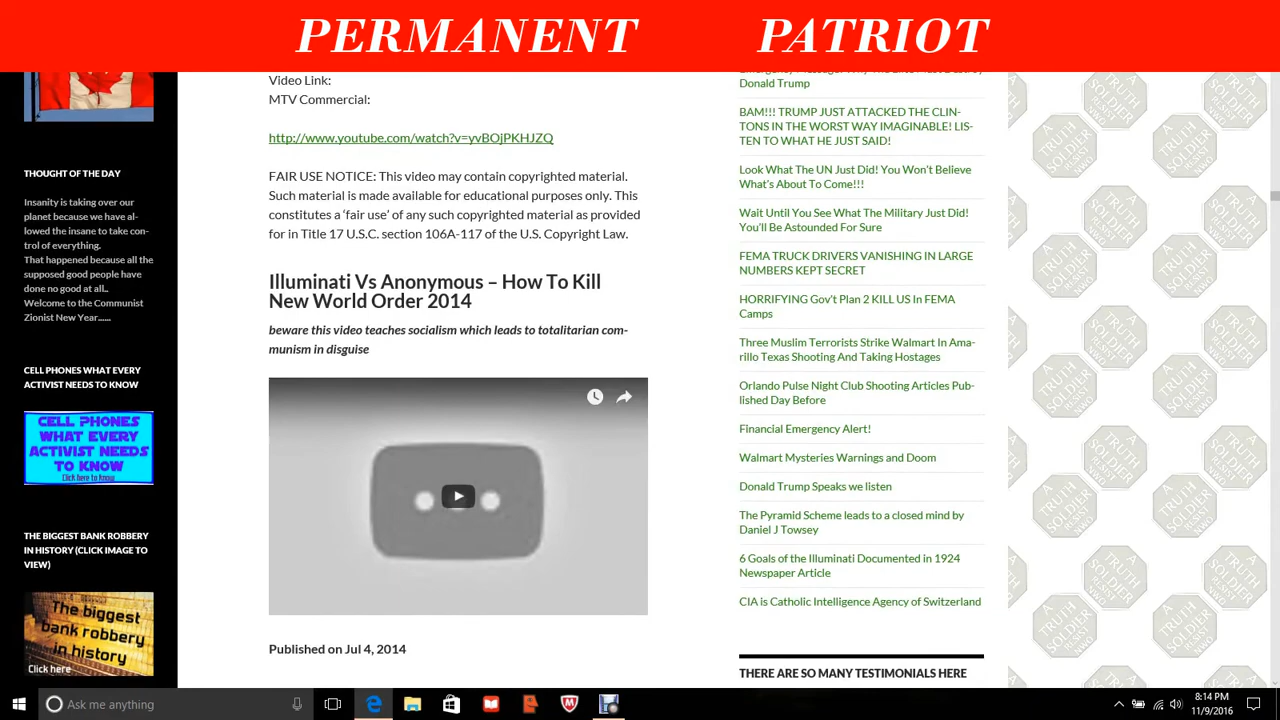 PERMANENT PATRIOT
THOUGHT OF THE DAY
Insanity is taking over our
planet because we have al-
lowed the insane to take con-
trol of everything.
That happened because all the
supposed good people have
done no good at all..
Welcome to the Communist
Zionist New Year......
CELL PHONES WHAT EVERY
ACTIVIST NEEDS TO KNOW
CELL PHONES
WHAT EVERY
ACTIVIST NEEDS
TO KNOW
Click here to know
THE BIGGEST BANK ROBBERY
IN HISTORY (CLICK IMAGE TO
VIEW)
The biggest
bank robbery
in history
Click here
Video Link:
MTV Commercial:
http://www.youtube.com/watch?v=yvBOjPKHJZQ
FAIR USE NOTICE: This video may contain copyrighted material.
Such material is made available for educational purposes only. This
constitutes a ‘fair use’ of any such copyrighted material as provided
for in Title 17 U.S.C. section 106A-117 of the U.S. Copyright Law.
Illuminati Vs Anonymous – How To Kill
New World Order 2014
beware this video teaches socialism which leads to totalitarian com-
munism in disguise
Published on Jul 4, 2014
Donald Trump
BAM!!! TRUMP JUST ATTACKED THE CLIN-
TONS IN THE WORST WAY IMAGINABLE! LIS-
TEN TO WHAT HE JUST SAID!
Look What The UN Just Did! You Won't Believe
What's About To Come!!!
Wait Until You See What The Military Just Did!
You'll Be Astounded For Sure
FEMA TRUCK DRIVERS VANISHING IN LARGE
NUMBERS KEPT SECRET
HORRIFYING Gov't Plan 2 KILL US In FEMA
Camps
Three Muslim Terrorists Strike Walmart In Ama-
rillo Texas Shooting And Taking Hostages
Orlando Pulse Night Club Shooting Articles Pub-
lished Day Before
Financial Emergency Alert!
Walmart Mysteries Warnings and Doom
Donald Trump Speaks we listen
The Pyramid Scheme leads to a closed mind by
Daniel J Towsey
6 Goals of the Illuminati Documented in 1924
Newspaper Article
CIA is Catholic Intelligence Agency of Switzerland
THERE ARE SO MANY TESTIMONIALS HERE
A TRUTH SOLDIER
Ask me anything
8:14 PM
11/9/2016